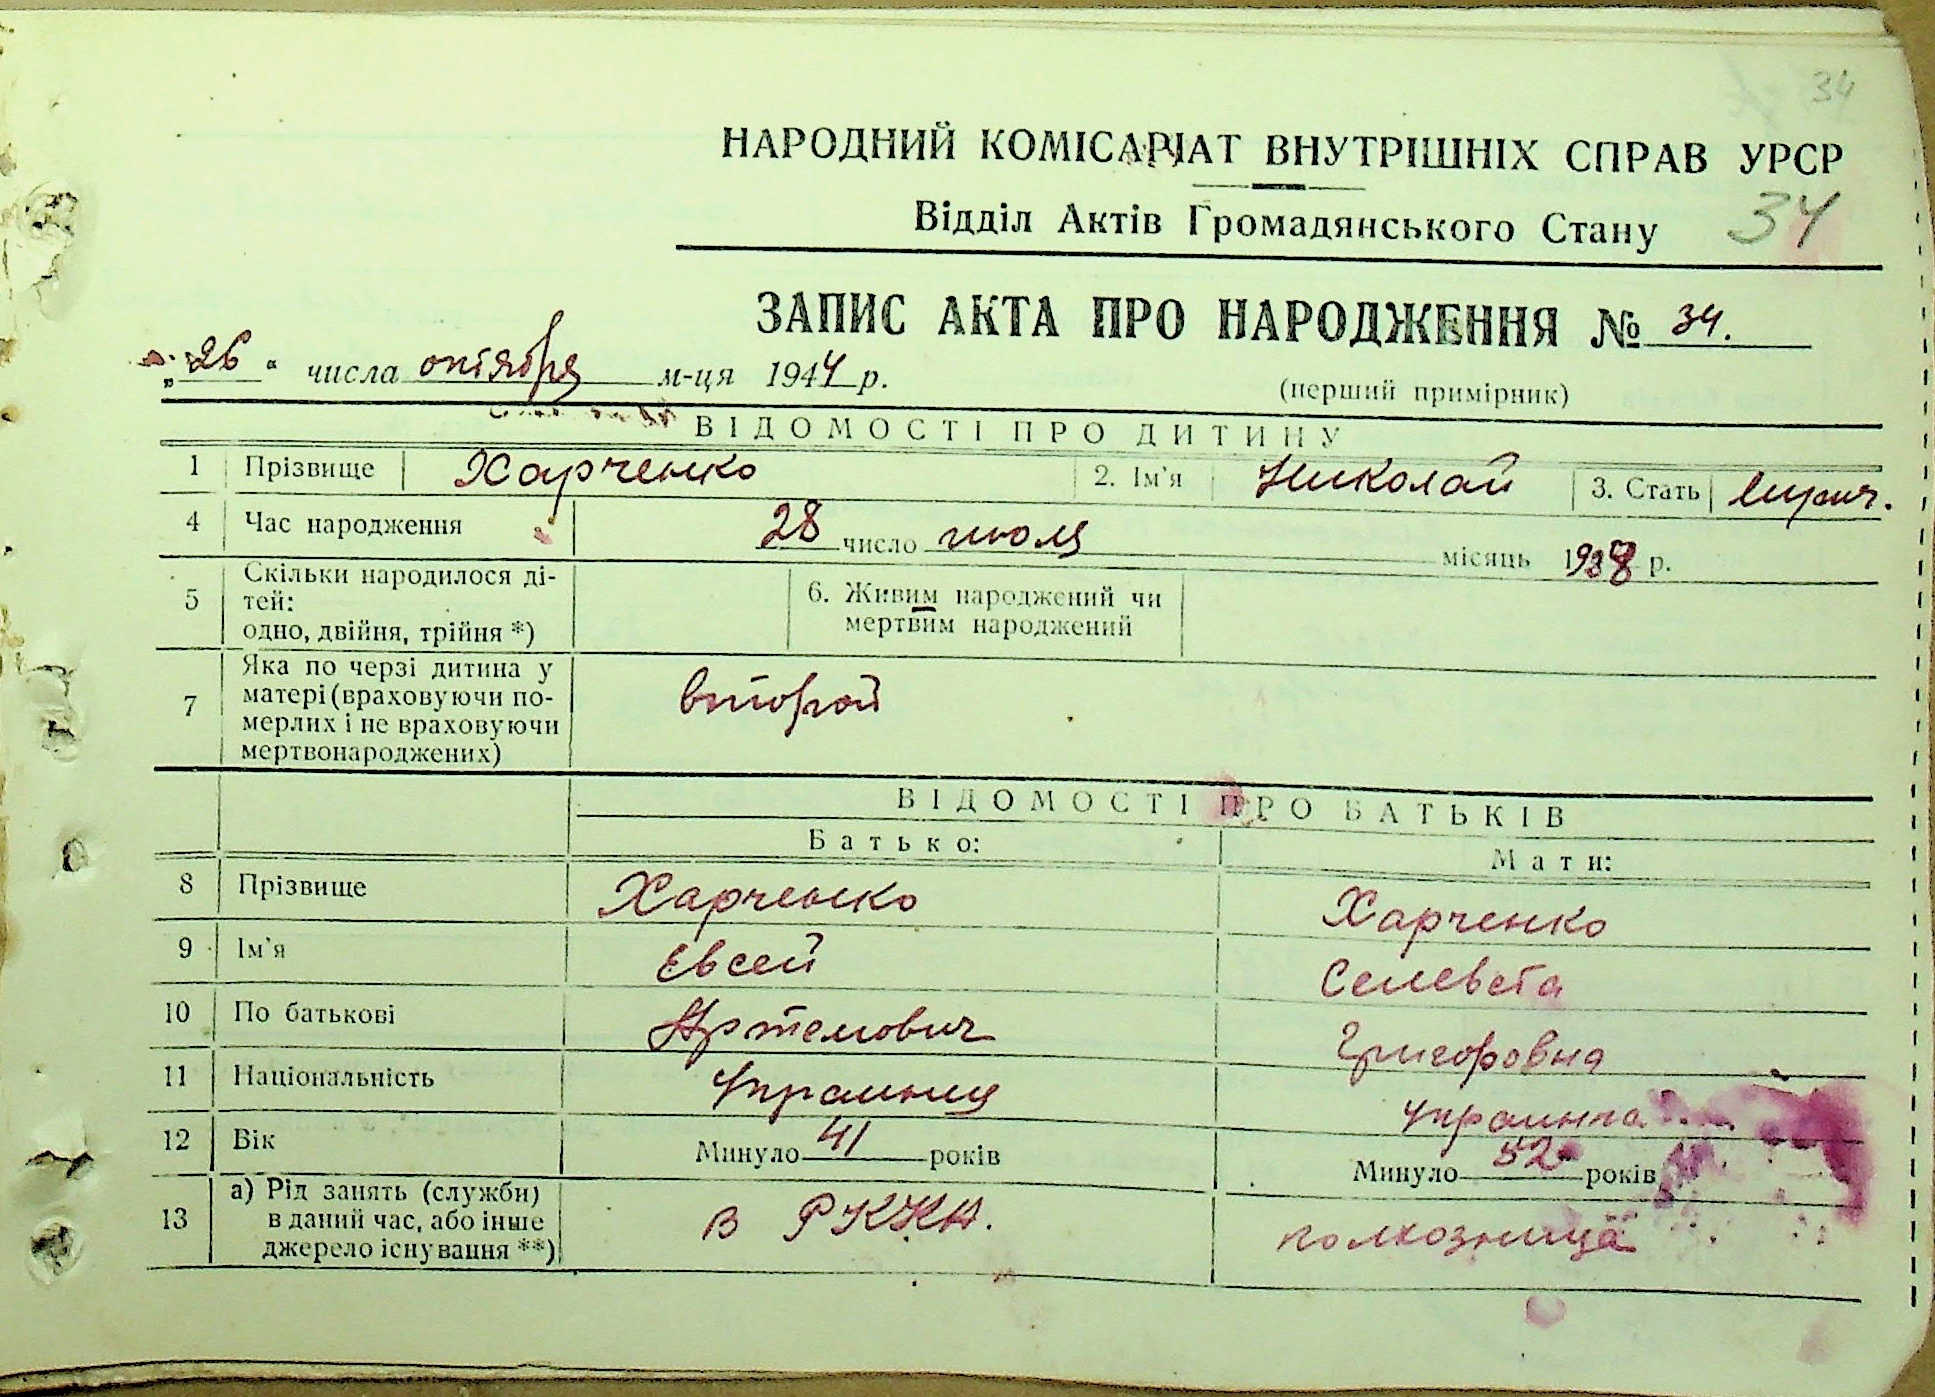 34
НАРОДНИЙ КОМІСАРІАТ ВНУТРІШНІХ СПРАВ УРСР
Відділ Актів Громадянського Стану 34
ЗАПИС АКТА ПРО НАРОДЖЕННЯ № 34.
„26“ числа октября м-ця 1944 р.
(перший примірник)
ВІДОМОСТІ ПРО ДИТИНУ
1 Прізвище Харченко 2. Ім'я Николай 3. Стать
4 Час народження 28 число июля місяць 1938 р.
5 Скільки народилося ді-
тей:
одно, двійня, трійня *)
6. Живим народжений чи
мертвим народжений
7 Яка по черзі дитина у
матері (враховуючи по-
мерлих і не враховуючи
мертвонароджених)
второй
ВІДОМОСТІ ПРО БАТЬКІВ
Батько: Мати:
8 Прізвище Харченко Харченко
9 Ім'я Евсей Селевета
10 По батькові Артемович Григоровна
11 Національність
12 Вік Минуло 41 років Минуло 52 років
13 а) Рід занять (служби)
в даний час, або інше
джерело існування **)
в РККА. колхозница